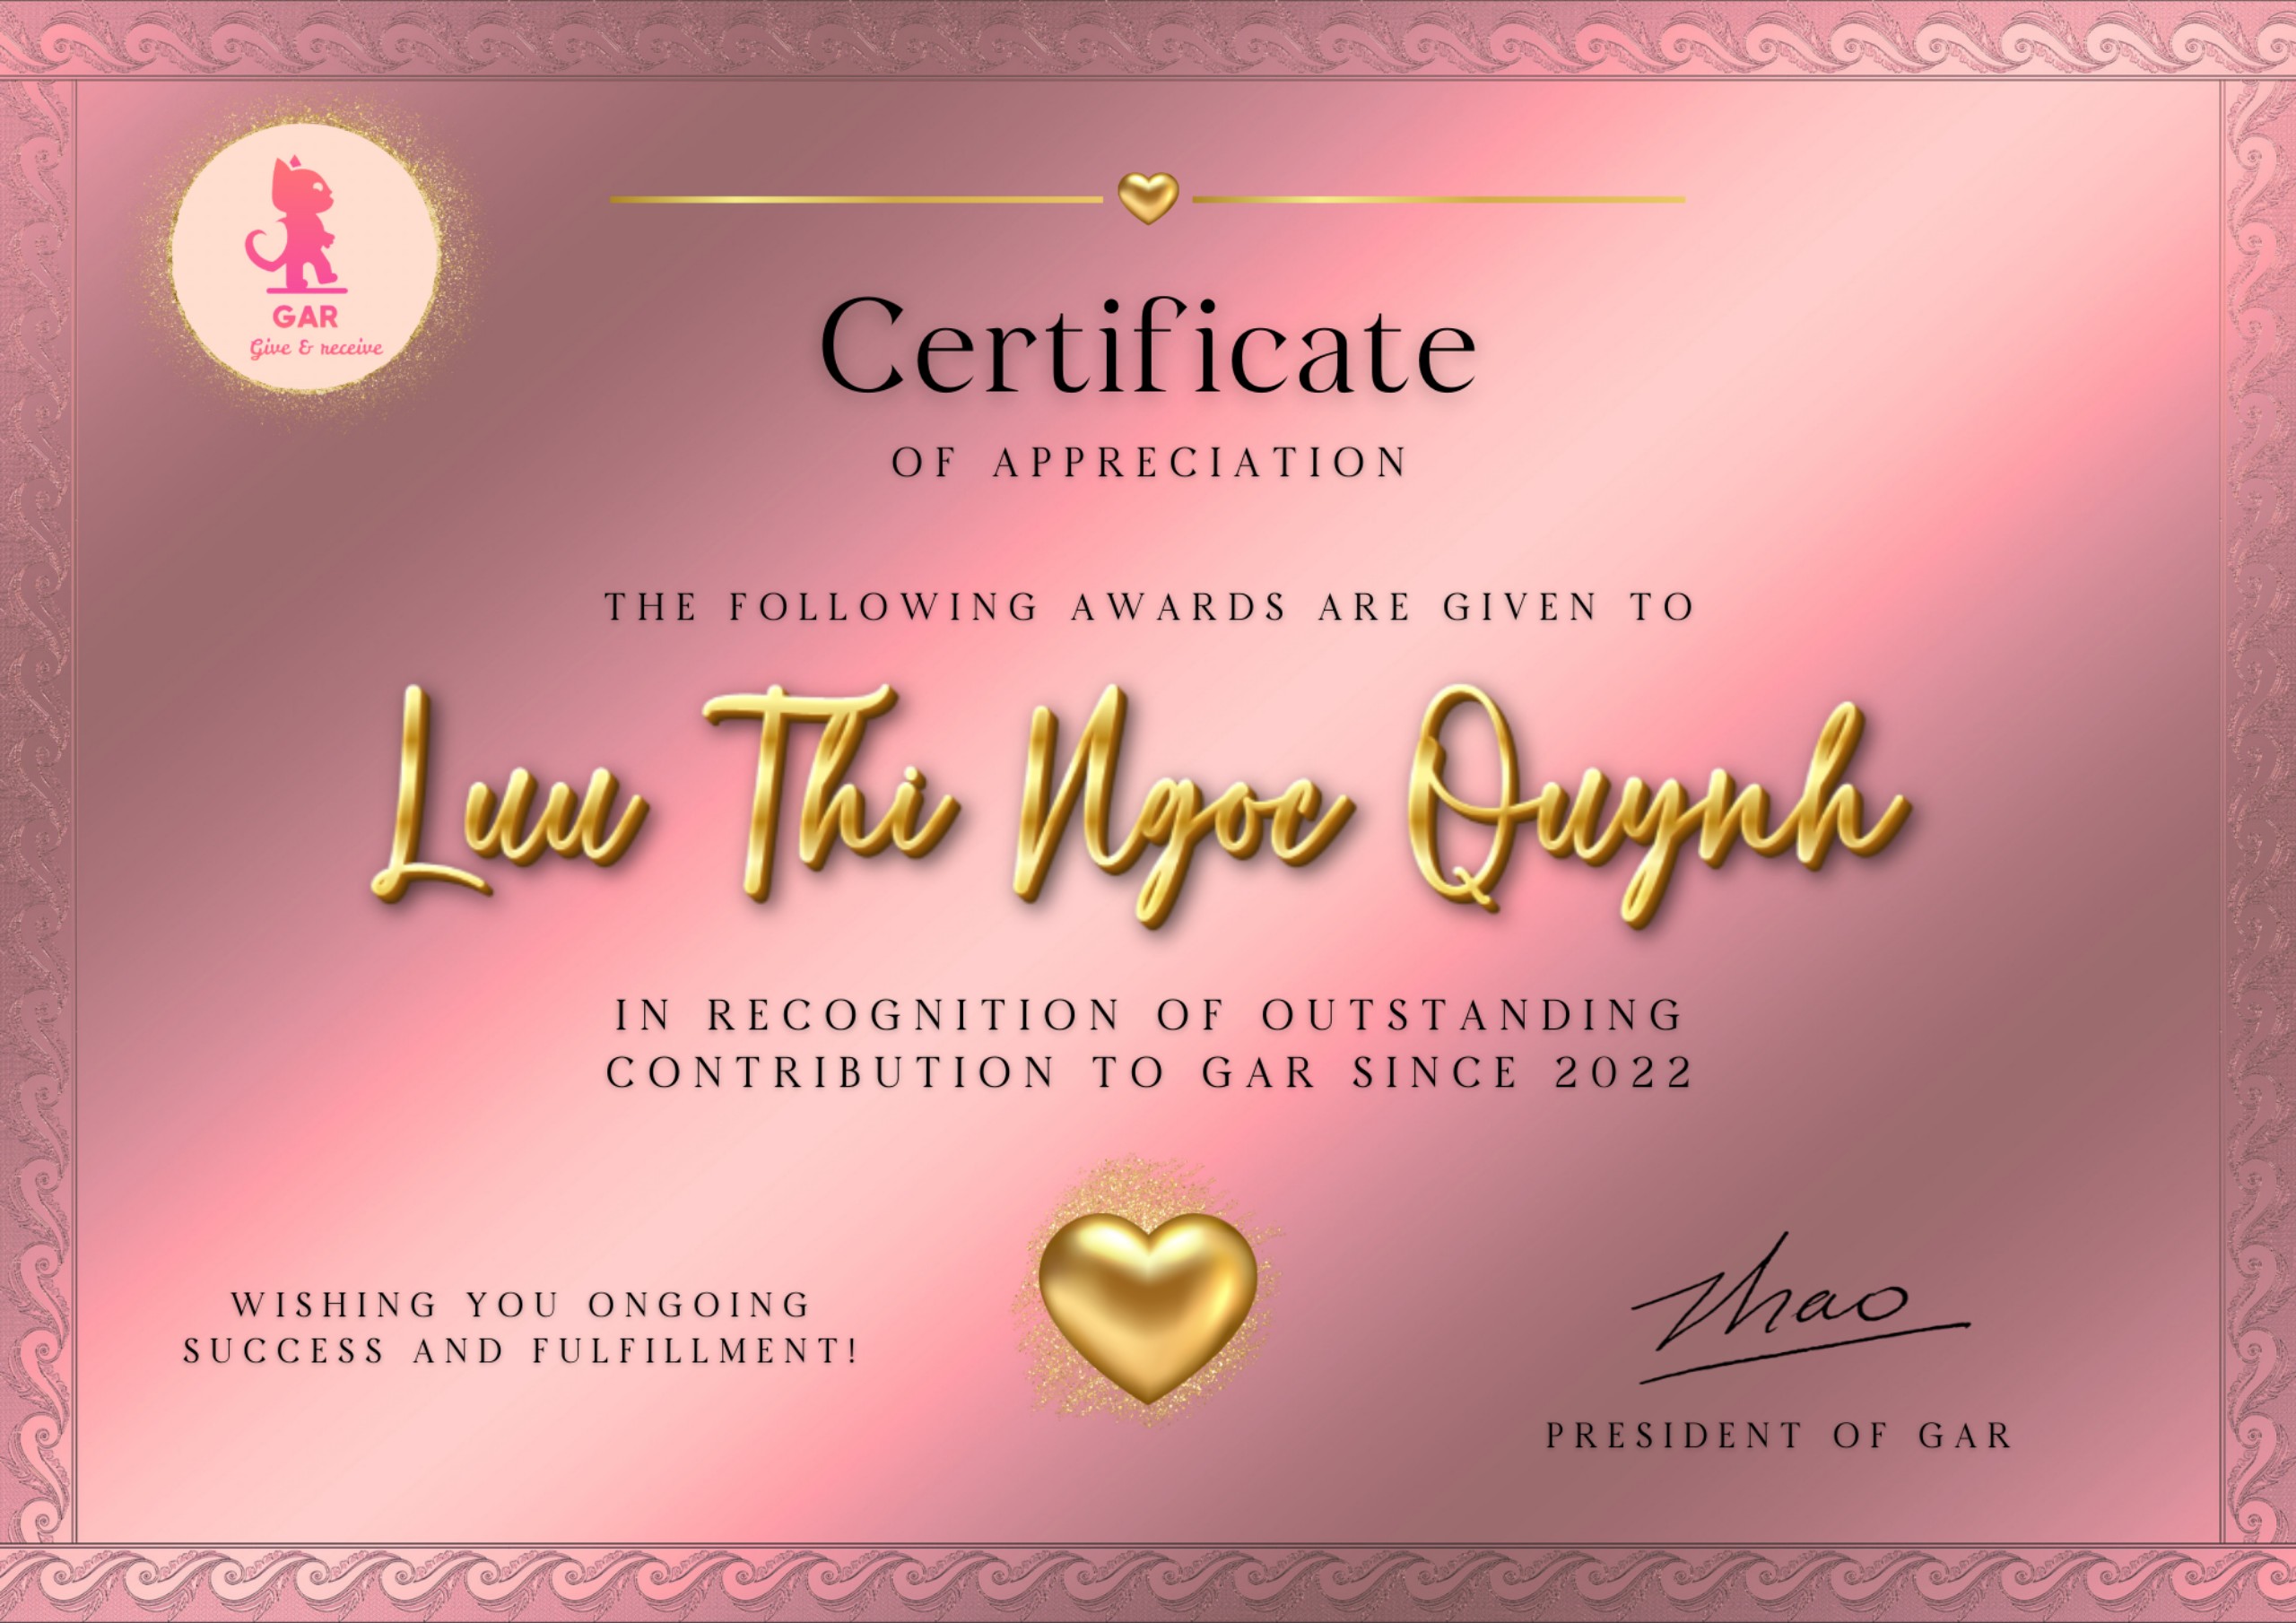 GAR
Give & receive
Certificate
OF APPRECIATION
THE FOLLOWING AWARDS ARE GIVEN TO
Luu Thi Ngoc Quynh
IN RECOGNITION OF OUTSTANDING
CONTRIBUTION TO GAR SINCE 2022
WISHING YOU ONGOING
SUCCESS AND FULFILLMENT!
Thao
PRESIDENT OF GAR